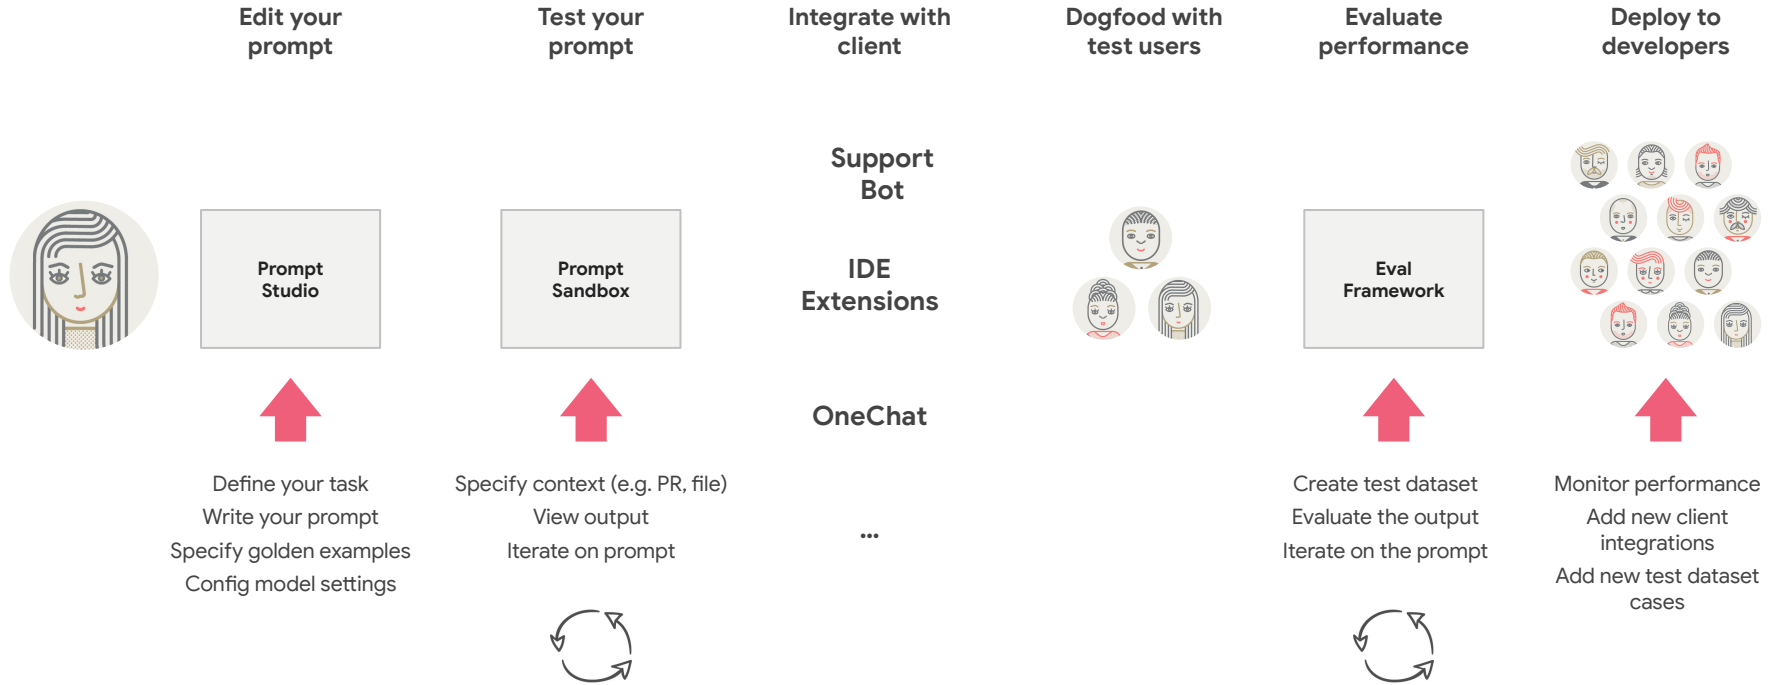 Edit your
prompt
Test your
prompt
Integrate with
client
Dogfood with
test users
Evaluate
performance
Deploy to
developers
Prompt
Studio
Prompt
Sandbox
Support
Bot
IDE
Extensions
OneChat
...
Eval
Framework
Define your task
Write your prompt
Specify golden examples
Config model settings
Specify context (e.g. PR, file)
View output
Iterate on prompt
Create test dataset
Evaluate the output
Iterate on the prompt
Monitor performance
Add new client
integrations
Add new test dataset
cases